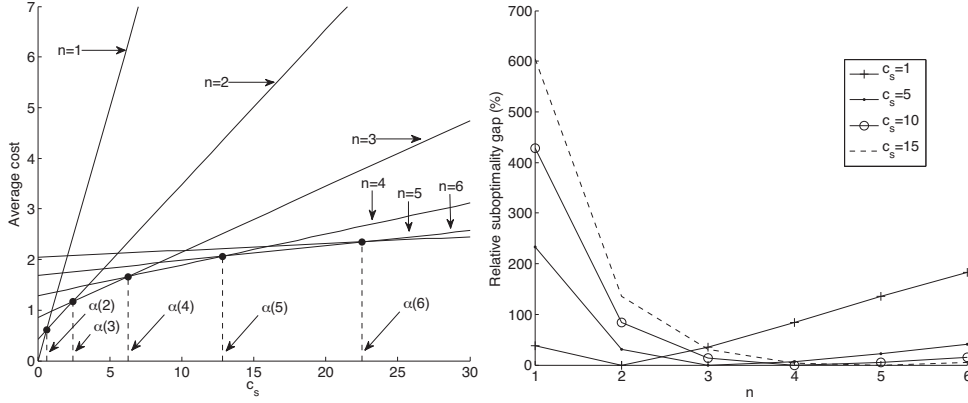 7
6
5
4
3
2
1
0
Average cost
n=1
n=2
n=3
n=4
n=5
n=6
α(2)
α(3)
α(4)
α(5)
α(6)
0 5 10 15 20 25 30
c_s
700
600
500
400
300
200
100
0
Relative suboptimality gap (%)
c_s=1
c_s=5
c_s=10
c_s=15
1 2 3 4 5 6
n